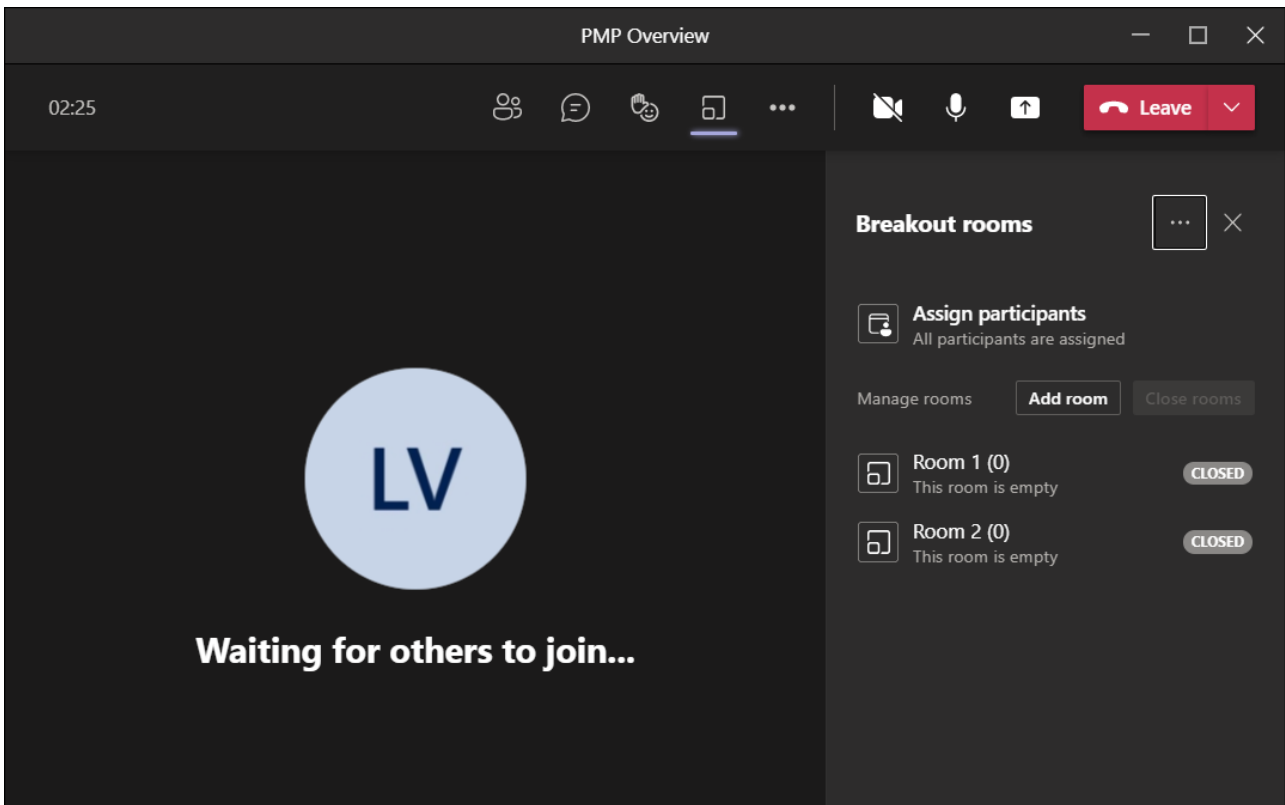 PMP Overview
02:25
Leave
Breakout rooms
Assign participants
All participants are assigned
Manage rooms Add room Close rooms
Room 1 (0)
This room is empty
CLOSED
Room 2 (0)
This room is empty
CLOSED
LV
Waiting for others to join...